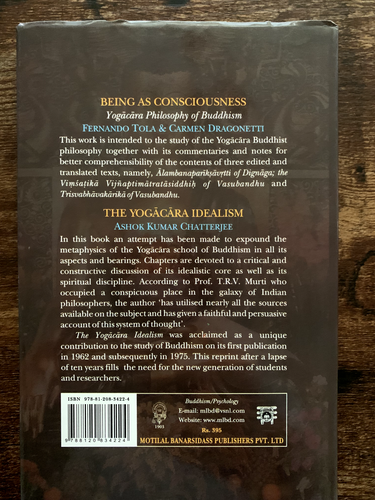 BEING AS CONSCIOUSNESS
Yogācāra Philosophy of Buddhism
FERNANDO TOLA & CARMEN DRAGONETTI
This work is intended to the study of the Yogācāra Buddhist
philosophy together with its commentaries and notes for
better comprehensibility of the contents of three edited and
translated texts, namely, Ālambanaparīkṣāvṛtti of Dignāga; the
Viṃśatikā Vijñaptimātratāsiddhiḥ of Vasubandhu and
Trisvabhāvakārikā of Vasubandhu.
THE YOGĀCĀRA IDEALISM
ASHOK KUMAR CHATTERJEE
In this book an attempt has been made to expound the
metaphysics of the Yogācāra school of Buddhism in all its
aspects and bearings. Chapters are devoted to a critical and
constructive discussion of its idealistic core as well as its
spiritual discipline. According to Prof. T.R.V. Murti who
occupied a conspicuous place in the galaxy of Indian
philosophers, the author 'has utilised nearly all the sources
available on the subject and has given a faithful and persuasive
account of this system of thought'.
The Yogācāra Idealism was acclaimed as a unique
contribution to the study of Buddhism on its first publication
in 1962 and subsequently in 1975. This reprint after a lapse
of ten years fills the need for the new generation of students
and researchers.
ISBN 978-81-208-3422-4
9788120834224
1903
Buddhism/Psychology
E-mail: mlbd@vsnl.com
Website: www.mlbd.com
Rs. 395
MOTILAL BANARSIDASS PUBLISHERS PVT. LTD